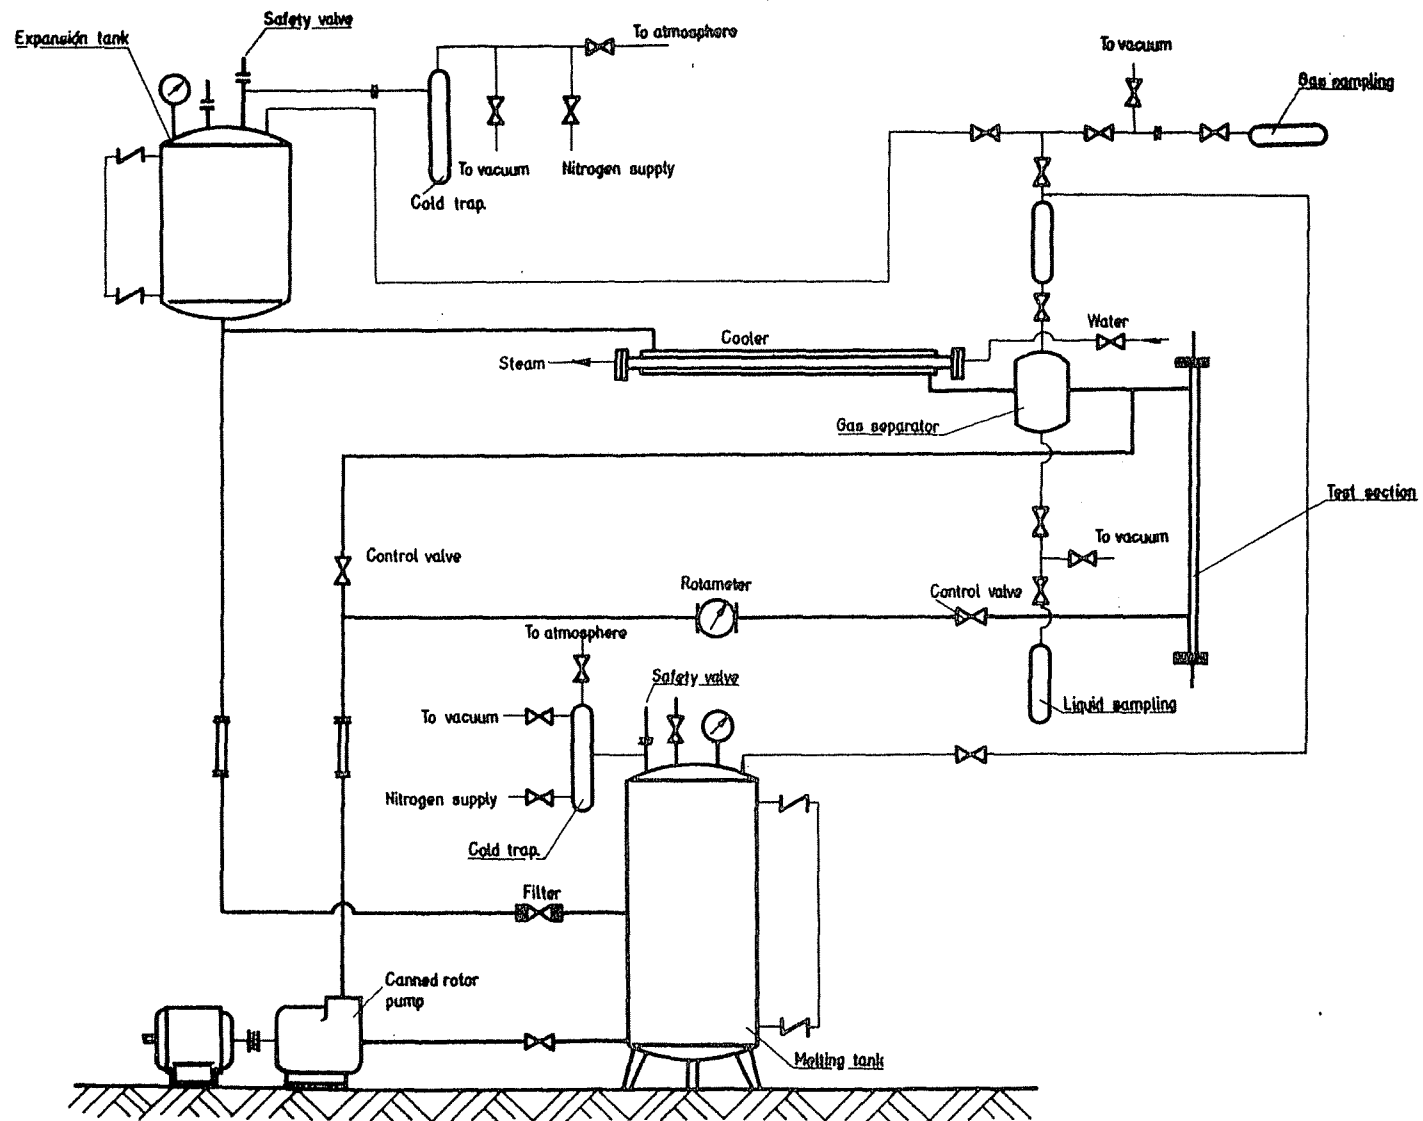 Safety valve
To atmosphere
Expansión tank
To vacuum
Gas sampling
To vacuum
Nitrogen supply
Cold trap.
Water
Cooler
Steam
Gas separator
Test section
To vacuum
Control valve
Rotameter
Control valve
To atmosphere
Safety valve
Liquid sampling
To vacuum
Nitrogen supply
Cold trap.
Filter
Canned rotor
pump
Melting tank